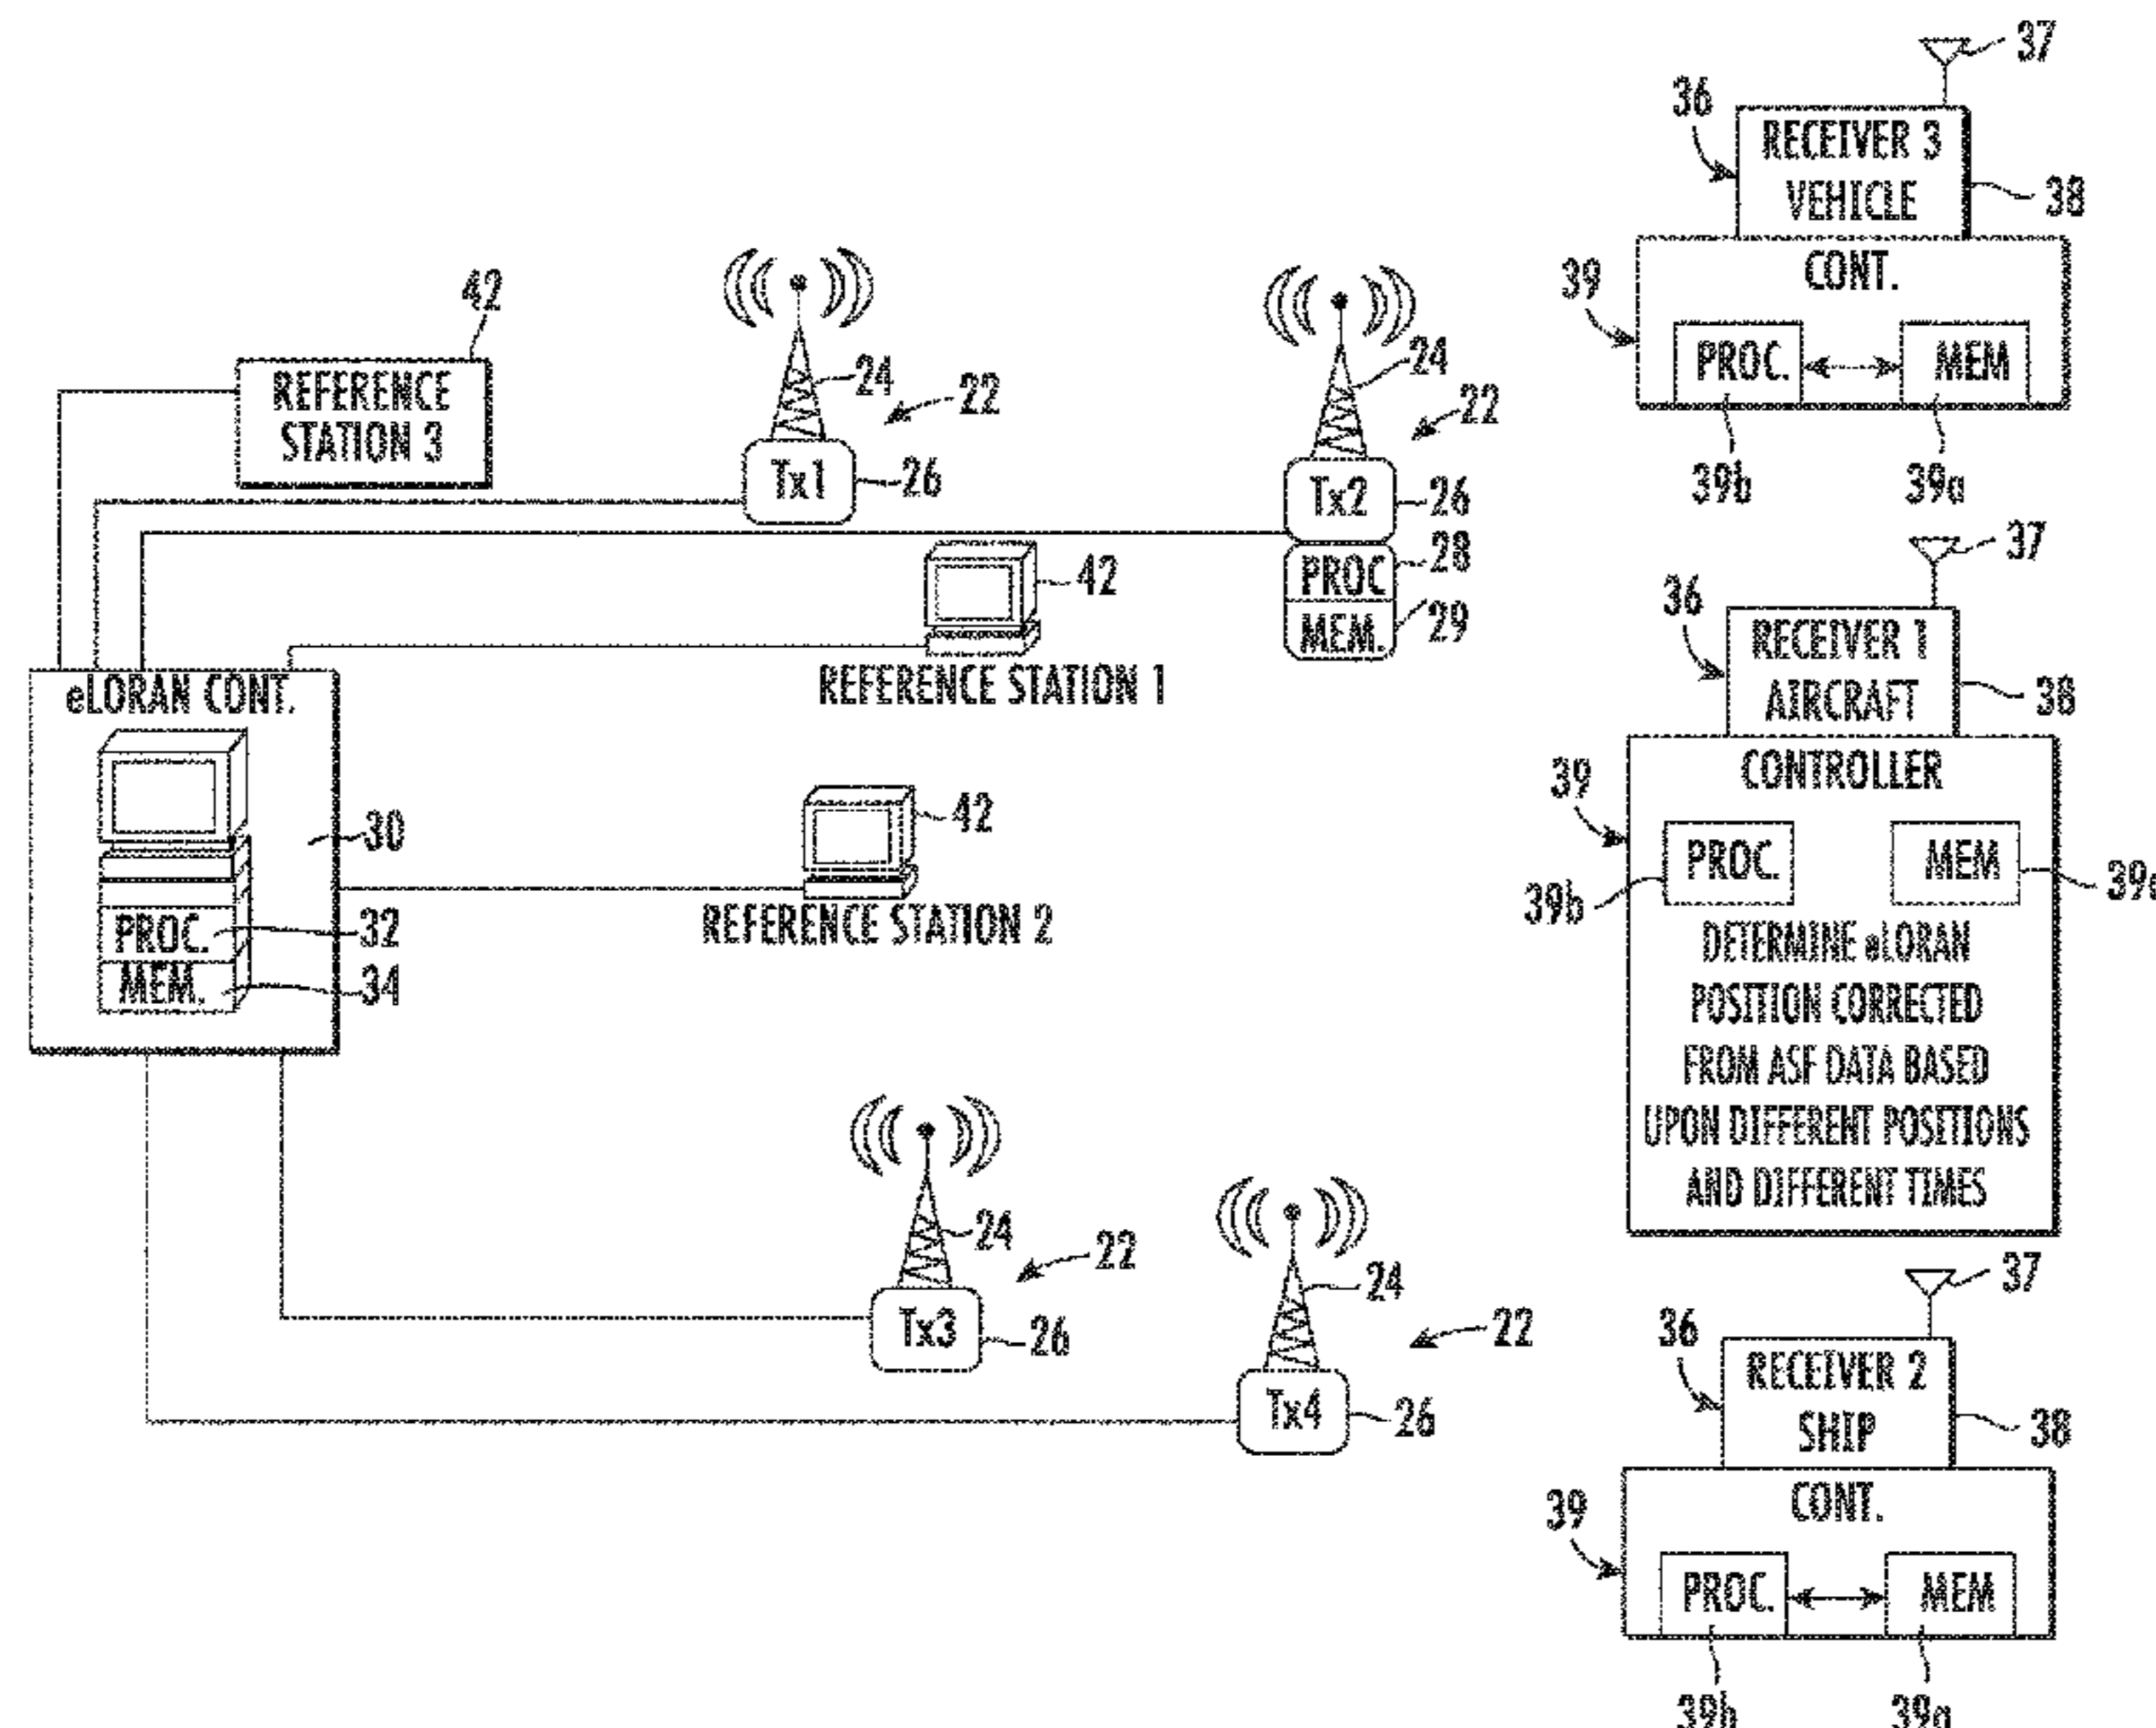 37
36
RECEIVER 3
VEHICLE
38
39
CONT.
PROC.
MEM
39b
39a
42
REFERENCE
STATION 3
24
22
Tx1
26
24
22
Tx2
26
PROC
28
MEM.
29
42
REFERENCE STATION 1
eLORAN CONT.
30
PROC.
32
MEM.
34
42
REFERENCE STATION 2
37
36
RECEIVER 1
AIRCRAFT
38
CONTROLLER
39
PROC.
MEM
39b
DETERMINE eLORAN
POSITION CORRECTED
FROM ASF DATA BASED
UPON DIFFERENT POSITIONS
AND DIFFERENT TIMES
24
22
Tx3
26
24
22
Tx4
26
37
36
RECEIVER 2
SHIP
38
CONT.
39
PROC.
MEM
39b
39a